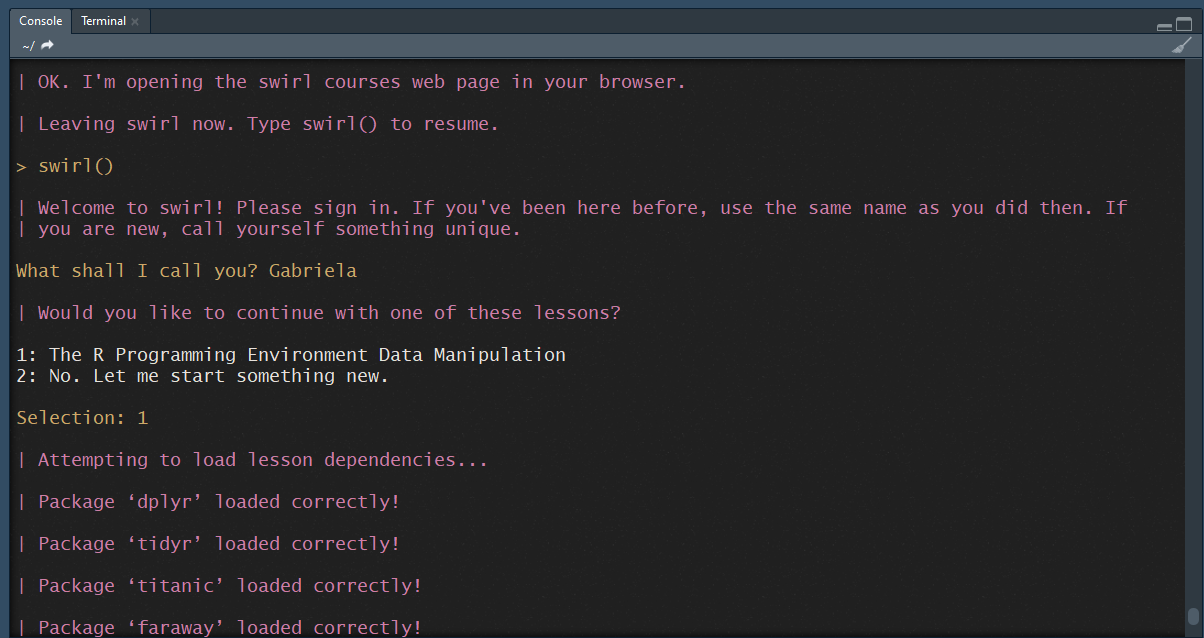 Console Terminal ×
~/
| OK. I'm opening the swirl courses web page in your browser.
| Leaving swirl now. Type swirl() to resume.
> swirl()
| Welcome to swirl! Please sign in. If you've been here before, use the same name as you did then. If
| you are new, call yourself something unique.
What shall I call you? Gabriela
| Would you like to continue with one of these lessons?
1: The R Programming Environment Data Manipulation
2: No. Let me start something new.
Selection: 1
| Attempting to load lesson dependencies...
| Package ‘dplyr’ loaded correctly!
| Package ‘tidyr’ loaded correctly!
| Package ‘titanic’ loaded correctly!
| Package ‘faraway’ loaded correctly!